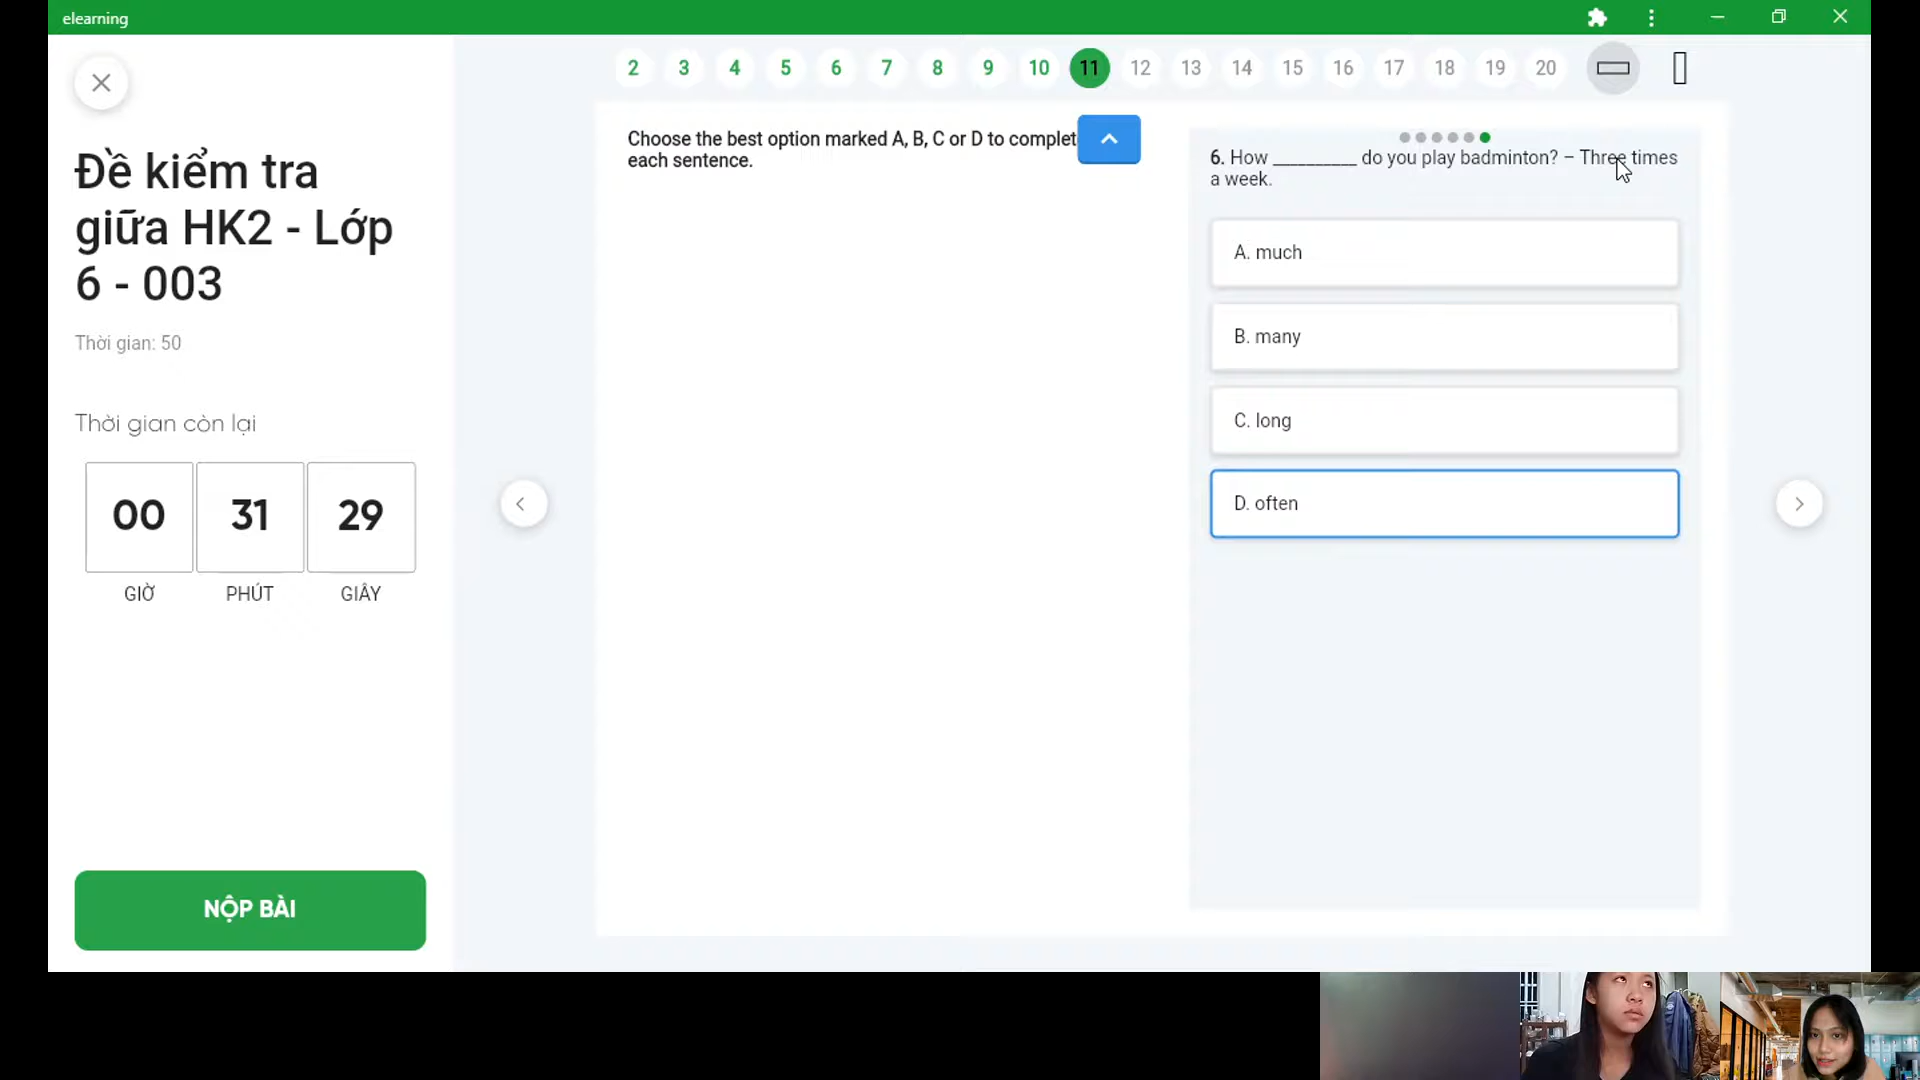 elearning
2 3 4 5 6 7 8 9 10 11 12 13 14 15 16 17 18 19 20
Đề kiểm tra
giữa HK2 - Lớp
6 - 003
Thời gian: 50
Thời gian còn lại
00 31 29
GIỜ PHÚT GIÂY
NỘP BÀI
Choose the best option marked A, B, C or D to complet
each sentence.
6. How __________ do you play badminton? – Three times
a week.
A. much
B. many
C. long
D. often